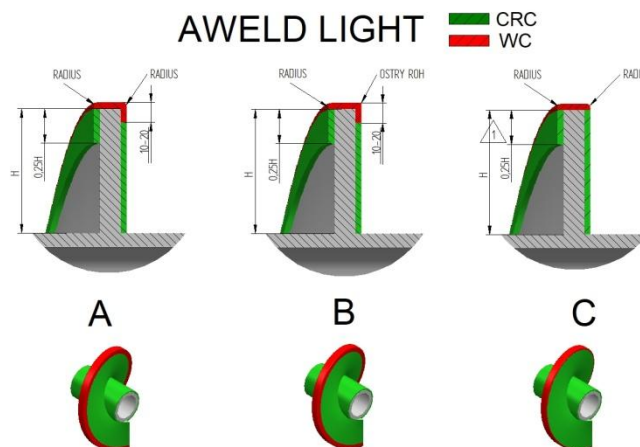 AWELD LIGHT
CRC
WC
RADIUS
RADIUS
H
0,25H
10-20
RADIUS
OSTRY ROH
H
0,25H
10-20
RADIUS
RADI
1
H
0,25H
A
B
C